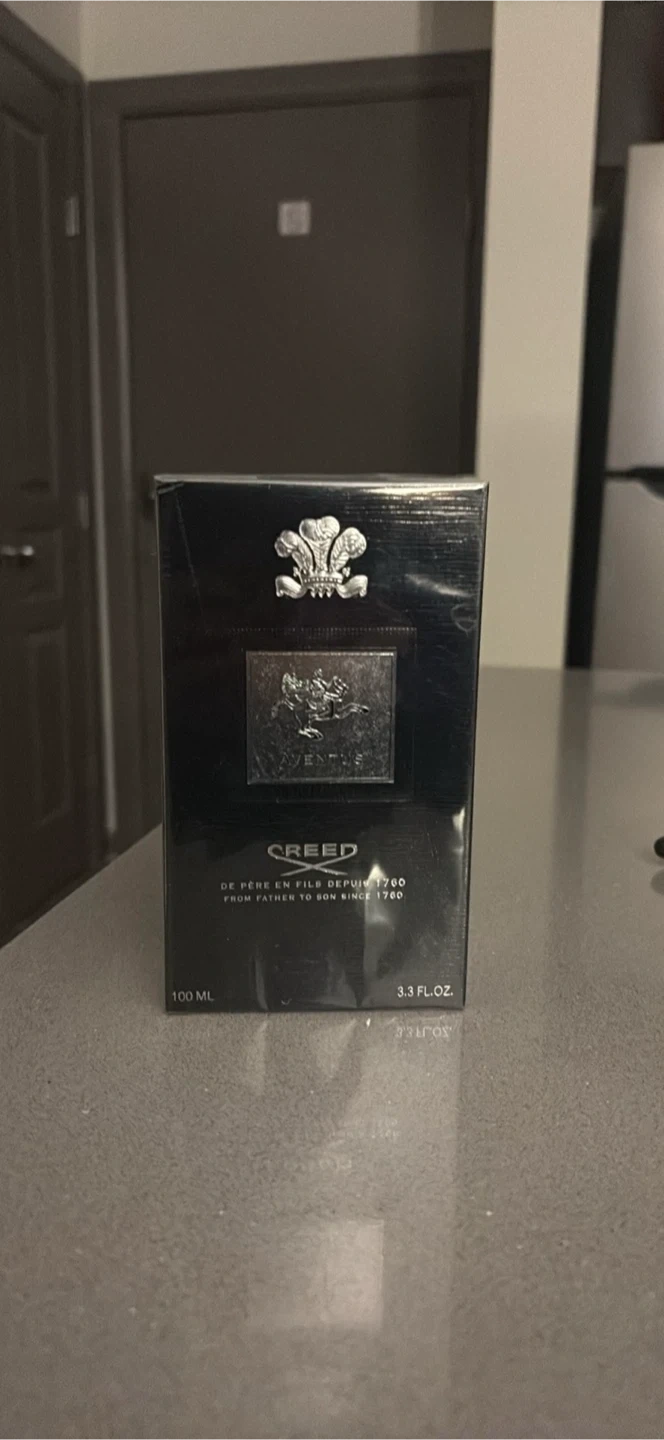 AVENTUS
CREED
DE PÈRE EN FILS DEPUIS 1760
FROM FATHER TO SON SINCE 1760
100 ML
3.3 FL.OZ.